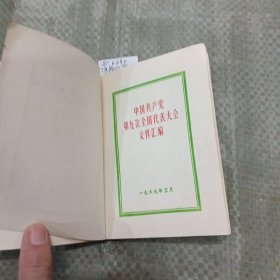 中国共产党
第九次全国代表大会
文件汇编
一九六九年五月